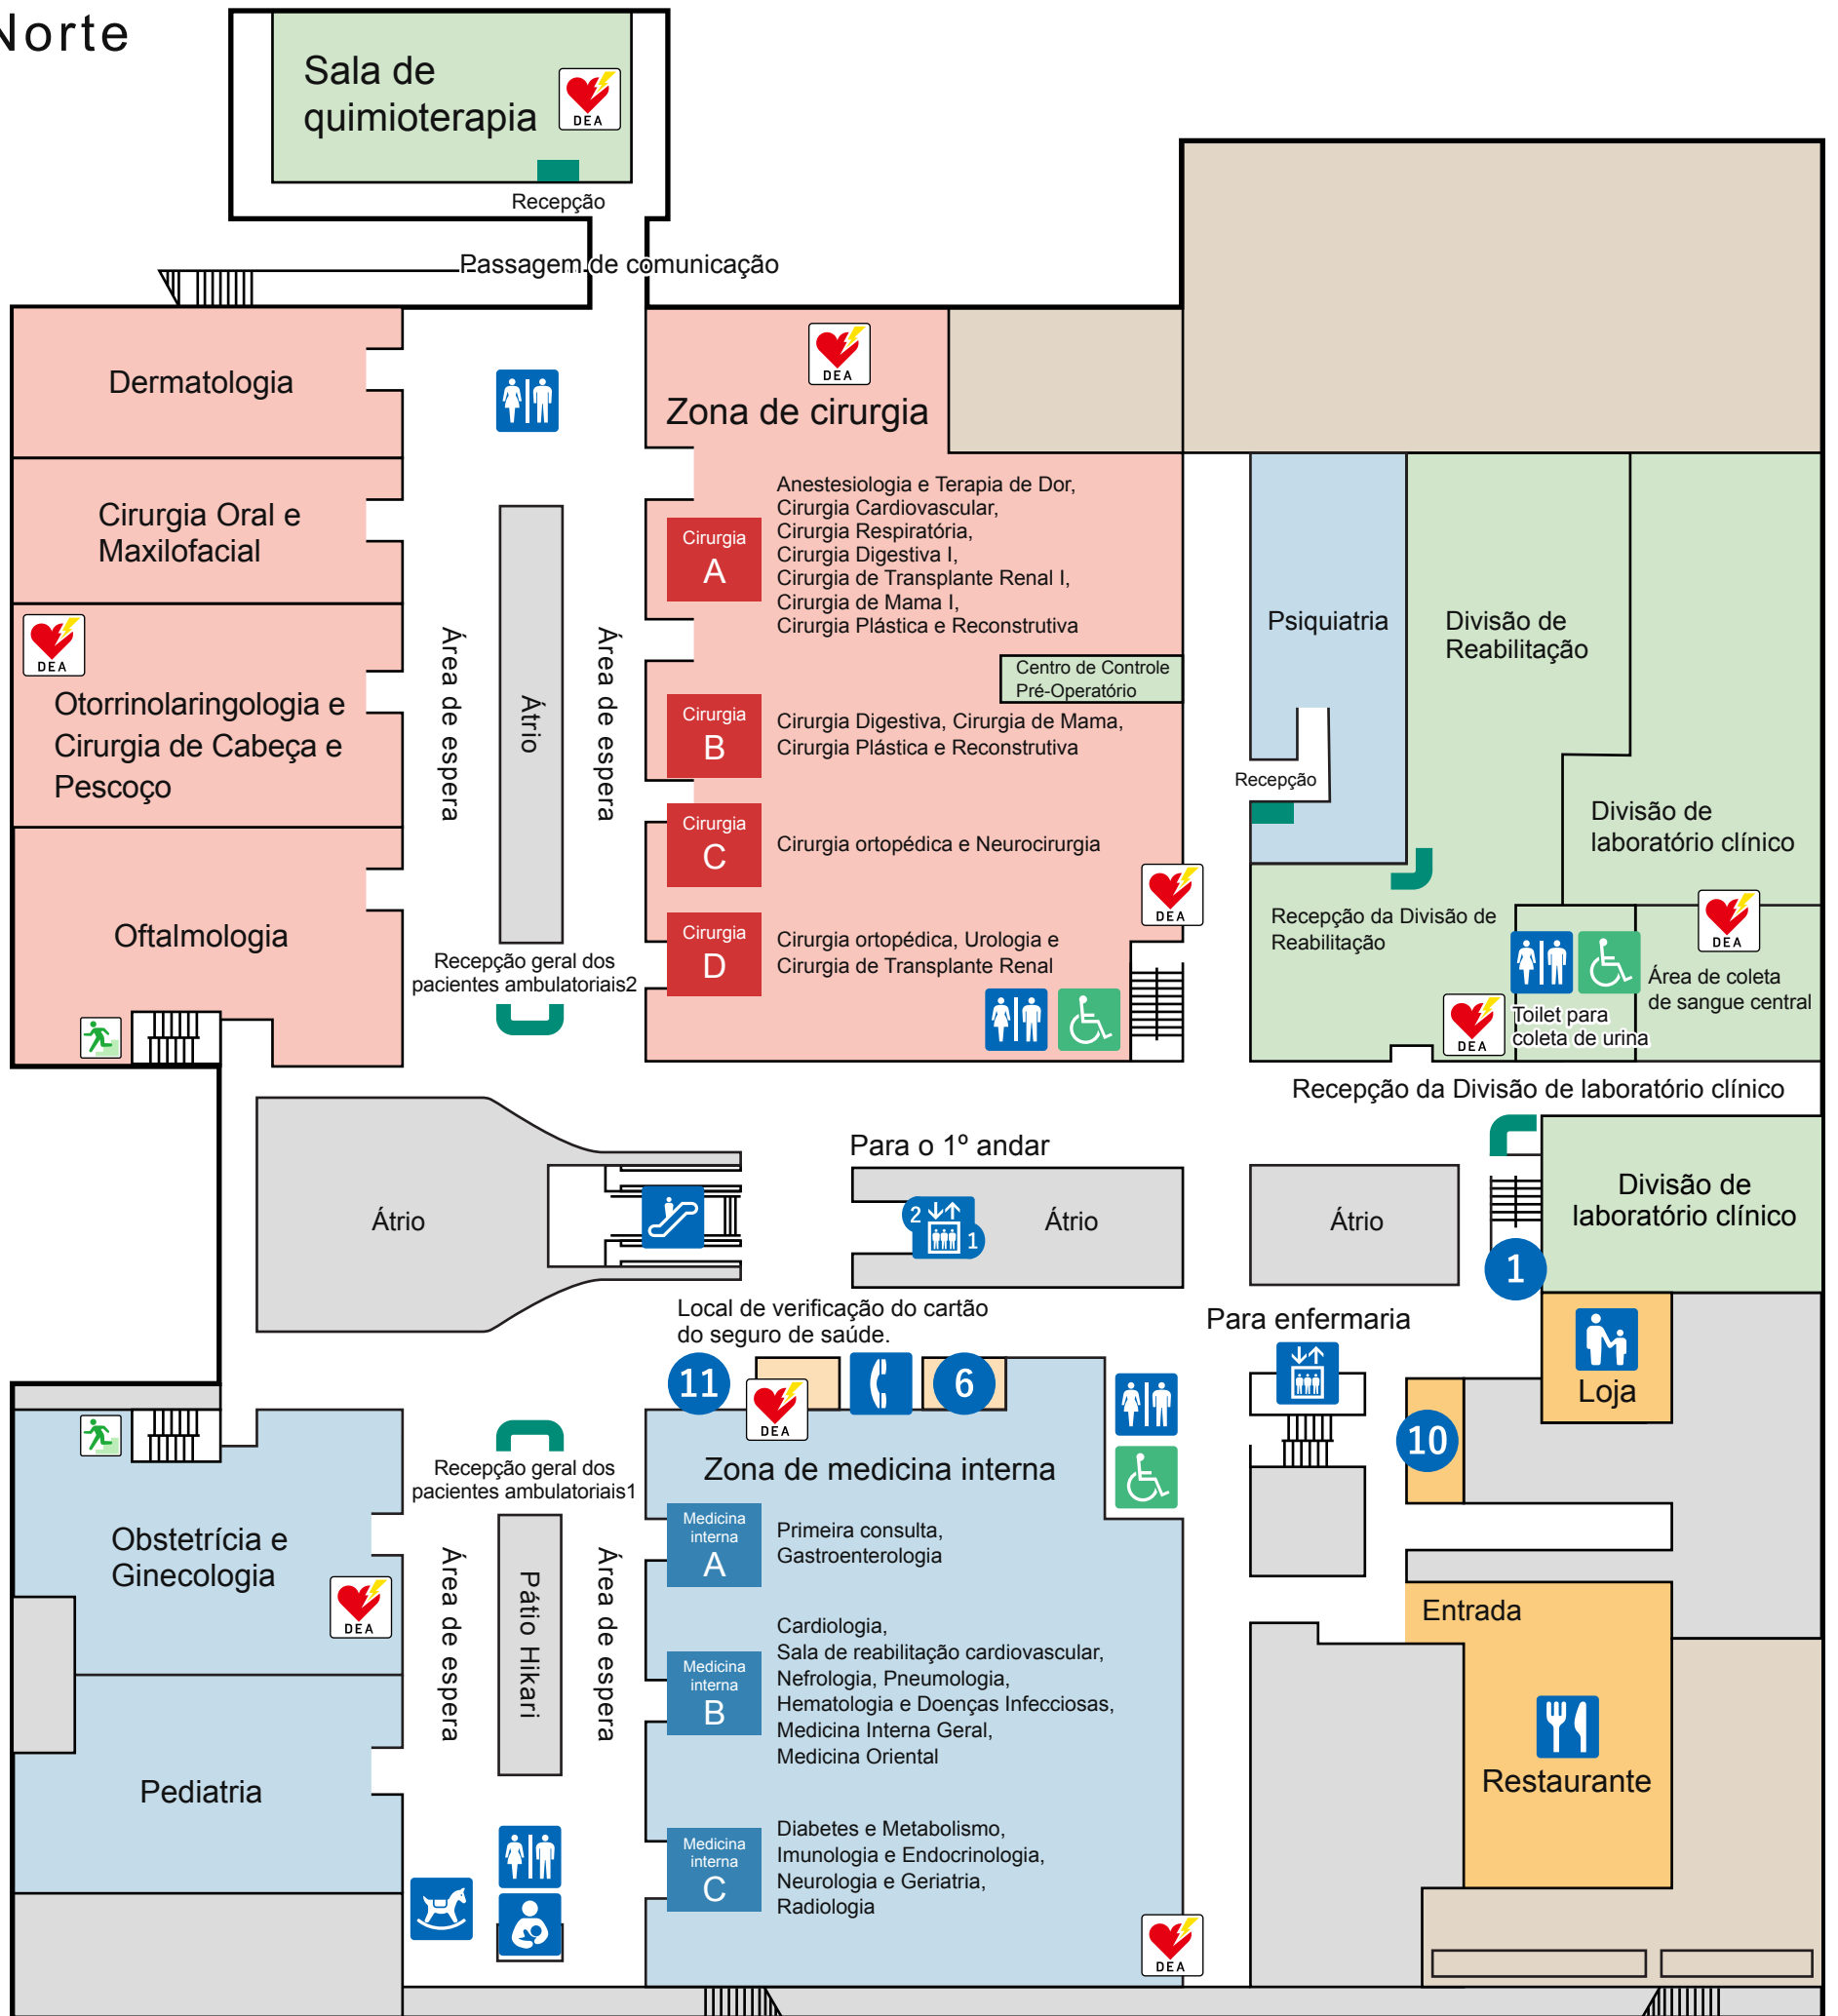 Norte
Sala de
quimioterapia
DEA
Recepção
Passagem de comunicação
Dermatologia
Cirurgia Oral e
Maxilofacial
DEA
Otorrinolaringologia e
Cirurgia de Cabeça e
Pescoço
Oftalmologia
Área de espera
Átrio
Área de espera
Recepção geral dos
pacientes ambulatoriais2
DEA
Zona de cirurgia
Cirurgia
A
Anestesiologia e Terapia de Dor,
Cirurgia Cardiovascular,
Cirurgia Respiratória,
Cirurgia Digestiva I,
Cirurgia de Transplante Renal I,
Cirurgia de Mama I,
Cirurgia Plástica e Reconstrutiva
Centro de Controle
Pré-Operatório
Cirurgia
B
Cirurgia Digestiva, Cirurgia de Mama,
Cirurgia Plástica e Reconstrutiva
Cirurgia
C
Cirurgia ortopédica e Neurocirurgia
DEA
Cirurgia
D
Cirurgia ortopédica, Urologia e
Cirurgia de Transplante Renal
Psiquiatria
Recepção
Divisão de
Reabilitação
Divisão de
laboratório clínico
Recepção da Divisão de
Reabilitação
DEA
DEA
Área de coleta
de sangue central
Toilet para
coleta de urina
Recepção da Divisão de laboratório clínico
Átrio
Para o 1º andar
2
1
Átrio
Átrio
Divisão de
laboratório clínico
1
Local de verificação do cartão
do seguro de saúde.
11
DEA
6
Para enfermaria
Loja
10
Recepção geral dos
pacientes ambulatoriais1
Obstetrícia e
Ginecologia
DEA
Pediatria
Área de espera
Pátio Hikari
Área de espera
Zona de medicina interna
Medicina
interna
A
Primeira consulta,
Gastroenterologia
Medicina
interna
B
Cardiologia,
Sala de reabilitação cardiovascular,
Nefrologia, Pneumologia,
Hematologia e Doenças Infecciosas,
Medicina Interna Geral,
Medicina Oriental
Medicina
interna
C
Diabetes e Metabolismo,
Imunologia e Endocrinologia,
Neurologia e Geriatria,
Radiologia
DEA
Entrada
Restaurante